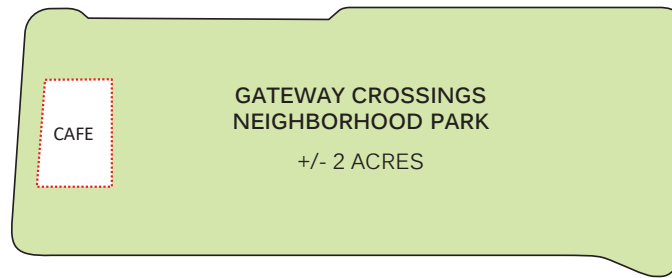 GATEWAY CROSSINGS
NEIGHBORHOOD PARK
CAFE
+/- 2 ACRES